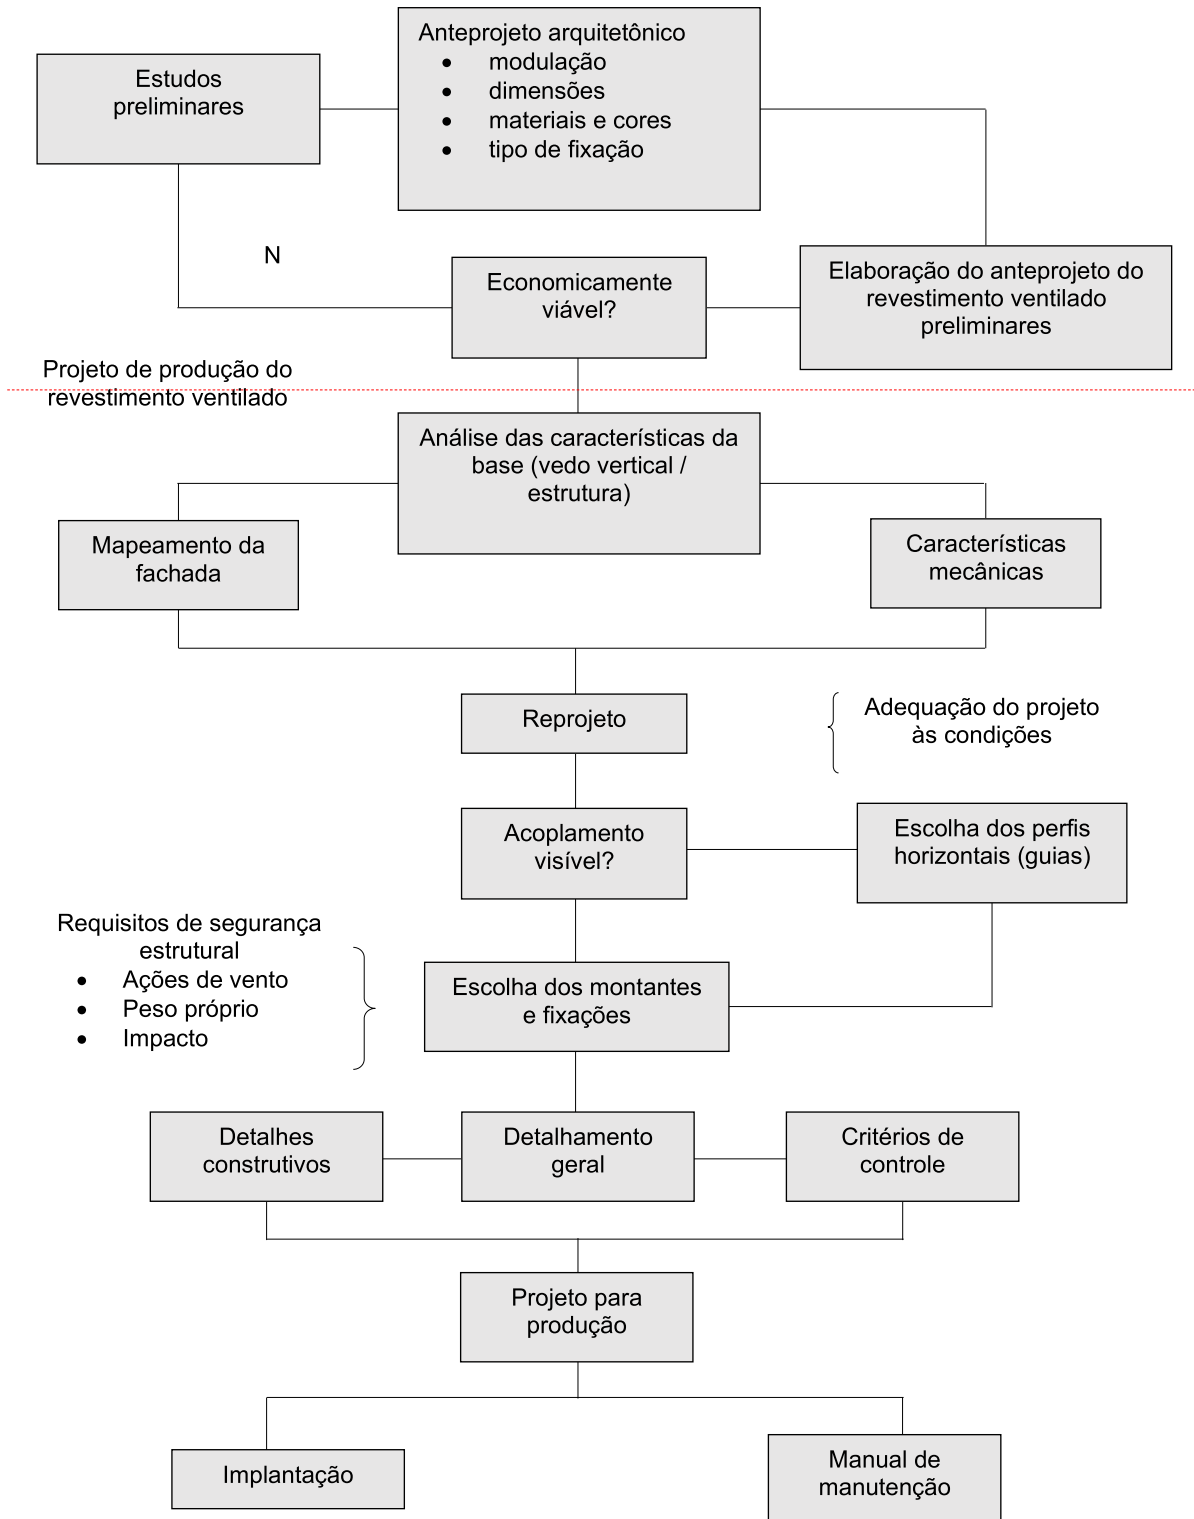 Estudos
preliminares
Anteprojeto arquitetônico
• modulação
• dimensões
• materiais e cores
• tipo de fixação
N
Economicamente
viável?
Elaboração do anteprojeto do
revestimento ventilado
preliminares
Projeto de produção do
revestimento ventilado
Análise das características da
base (vedo vertical /
estrutura)
Mapeamento da
fachada
Características
mecânicas
Reprojeto
Adequação do projeto
às condições
Acoplamento
visível?
Escolha dos perfis
horizontais (guias)
Requisitos de segurança
estrutural
• Ações de vento
• Peso próprio
• Impacto
Escolha dos montantes
e fixações
Detalhes
construtivos
Detalhamento
geral
Critérios de
controle
Projeto para
produção
Implantação
Manual de
manutenção